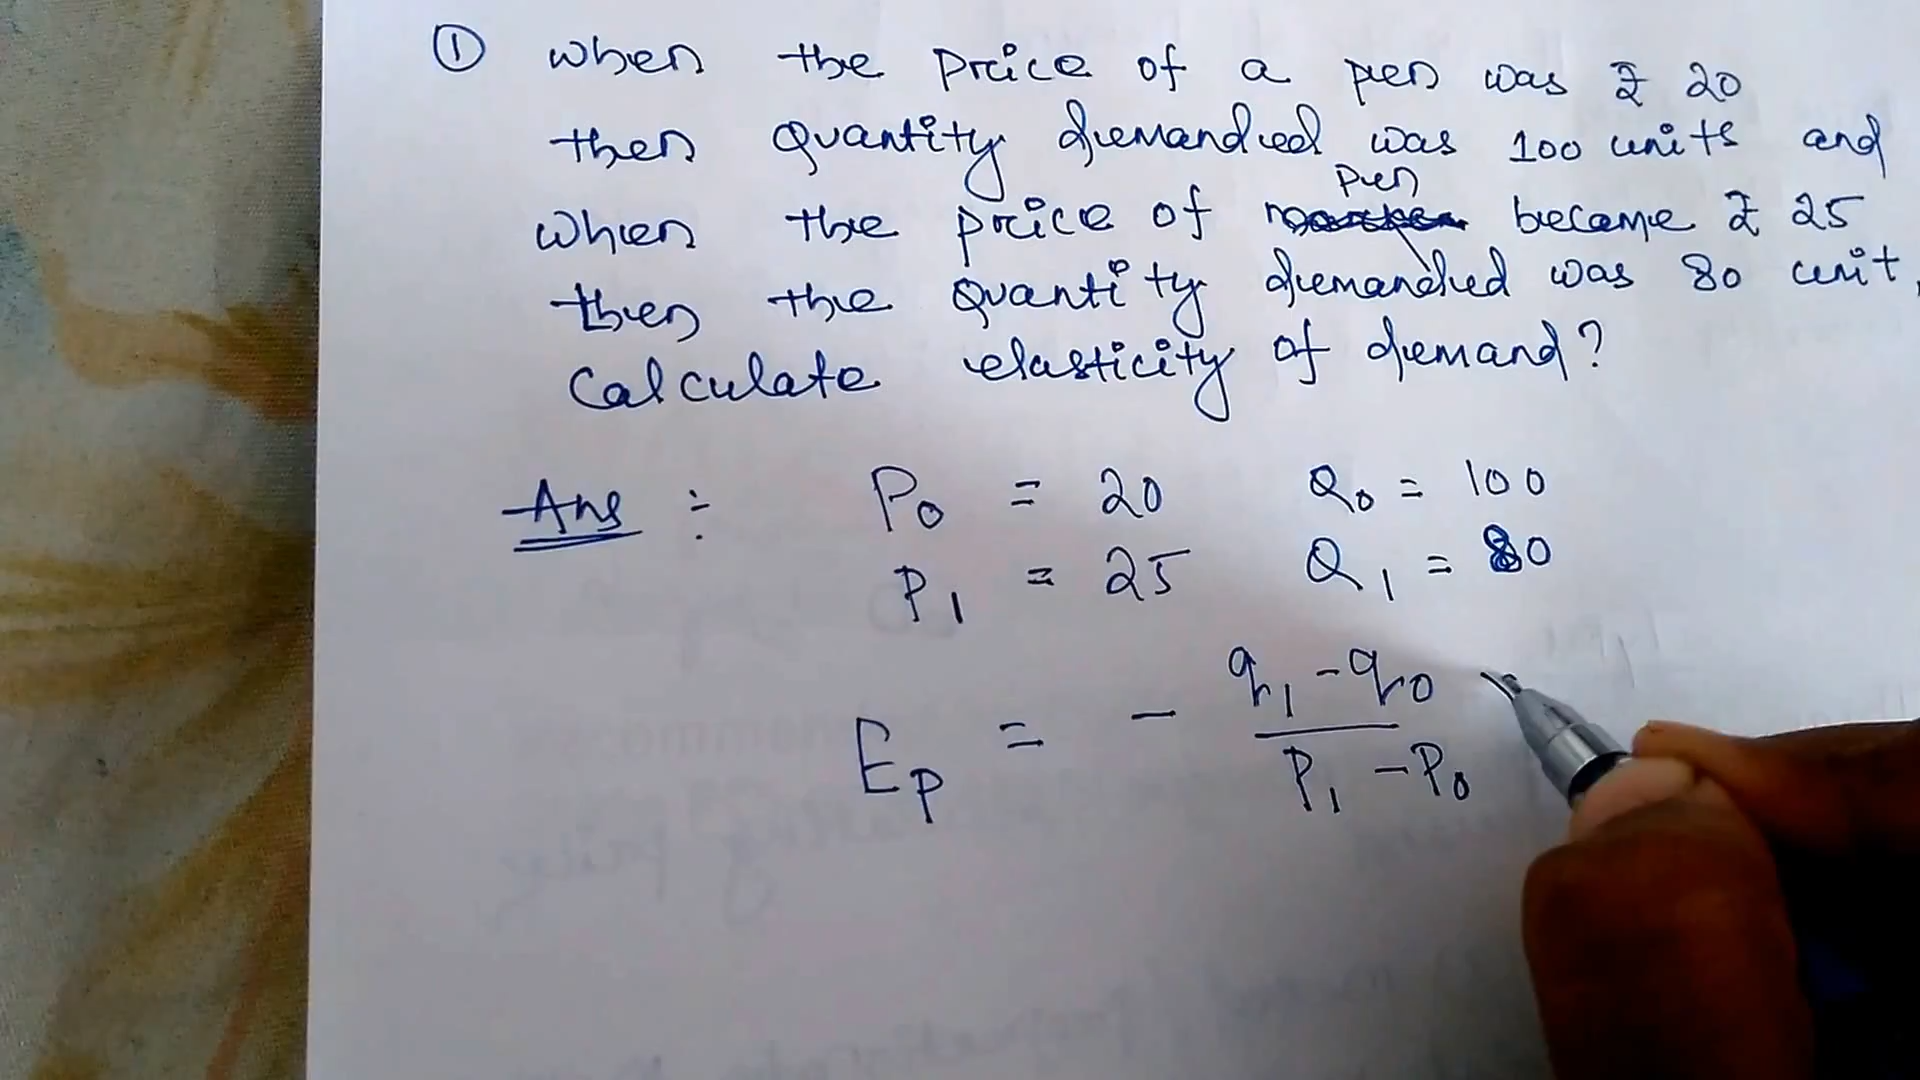 ① When the price of a pen was ₹ 20
then quantity demanded was 100 units and
pen
when the price of became ₹ 25
then the quantity demanded was 80 unit,
Calculate elasticity of demand?
Ans ÷ P0 = 20 Q0 = 100
P1 = 25 Q1 = 80
Ep = - q1 - q0 / P1 - P0